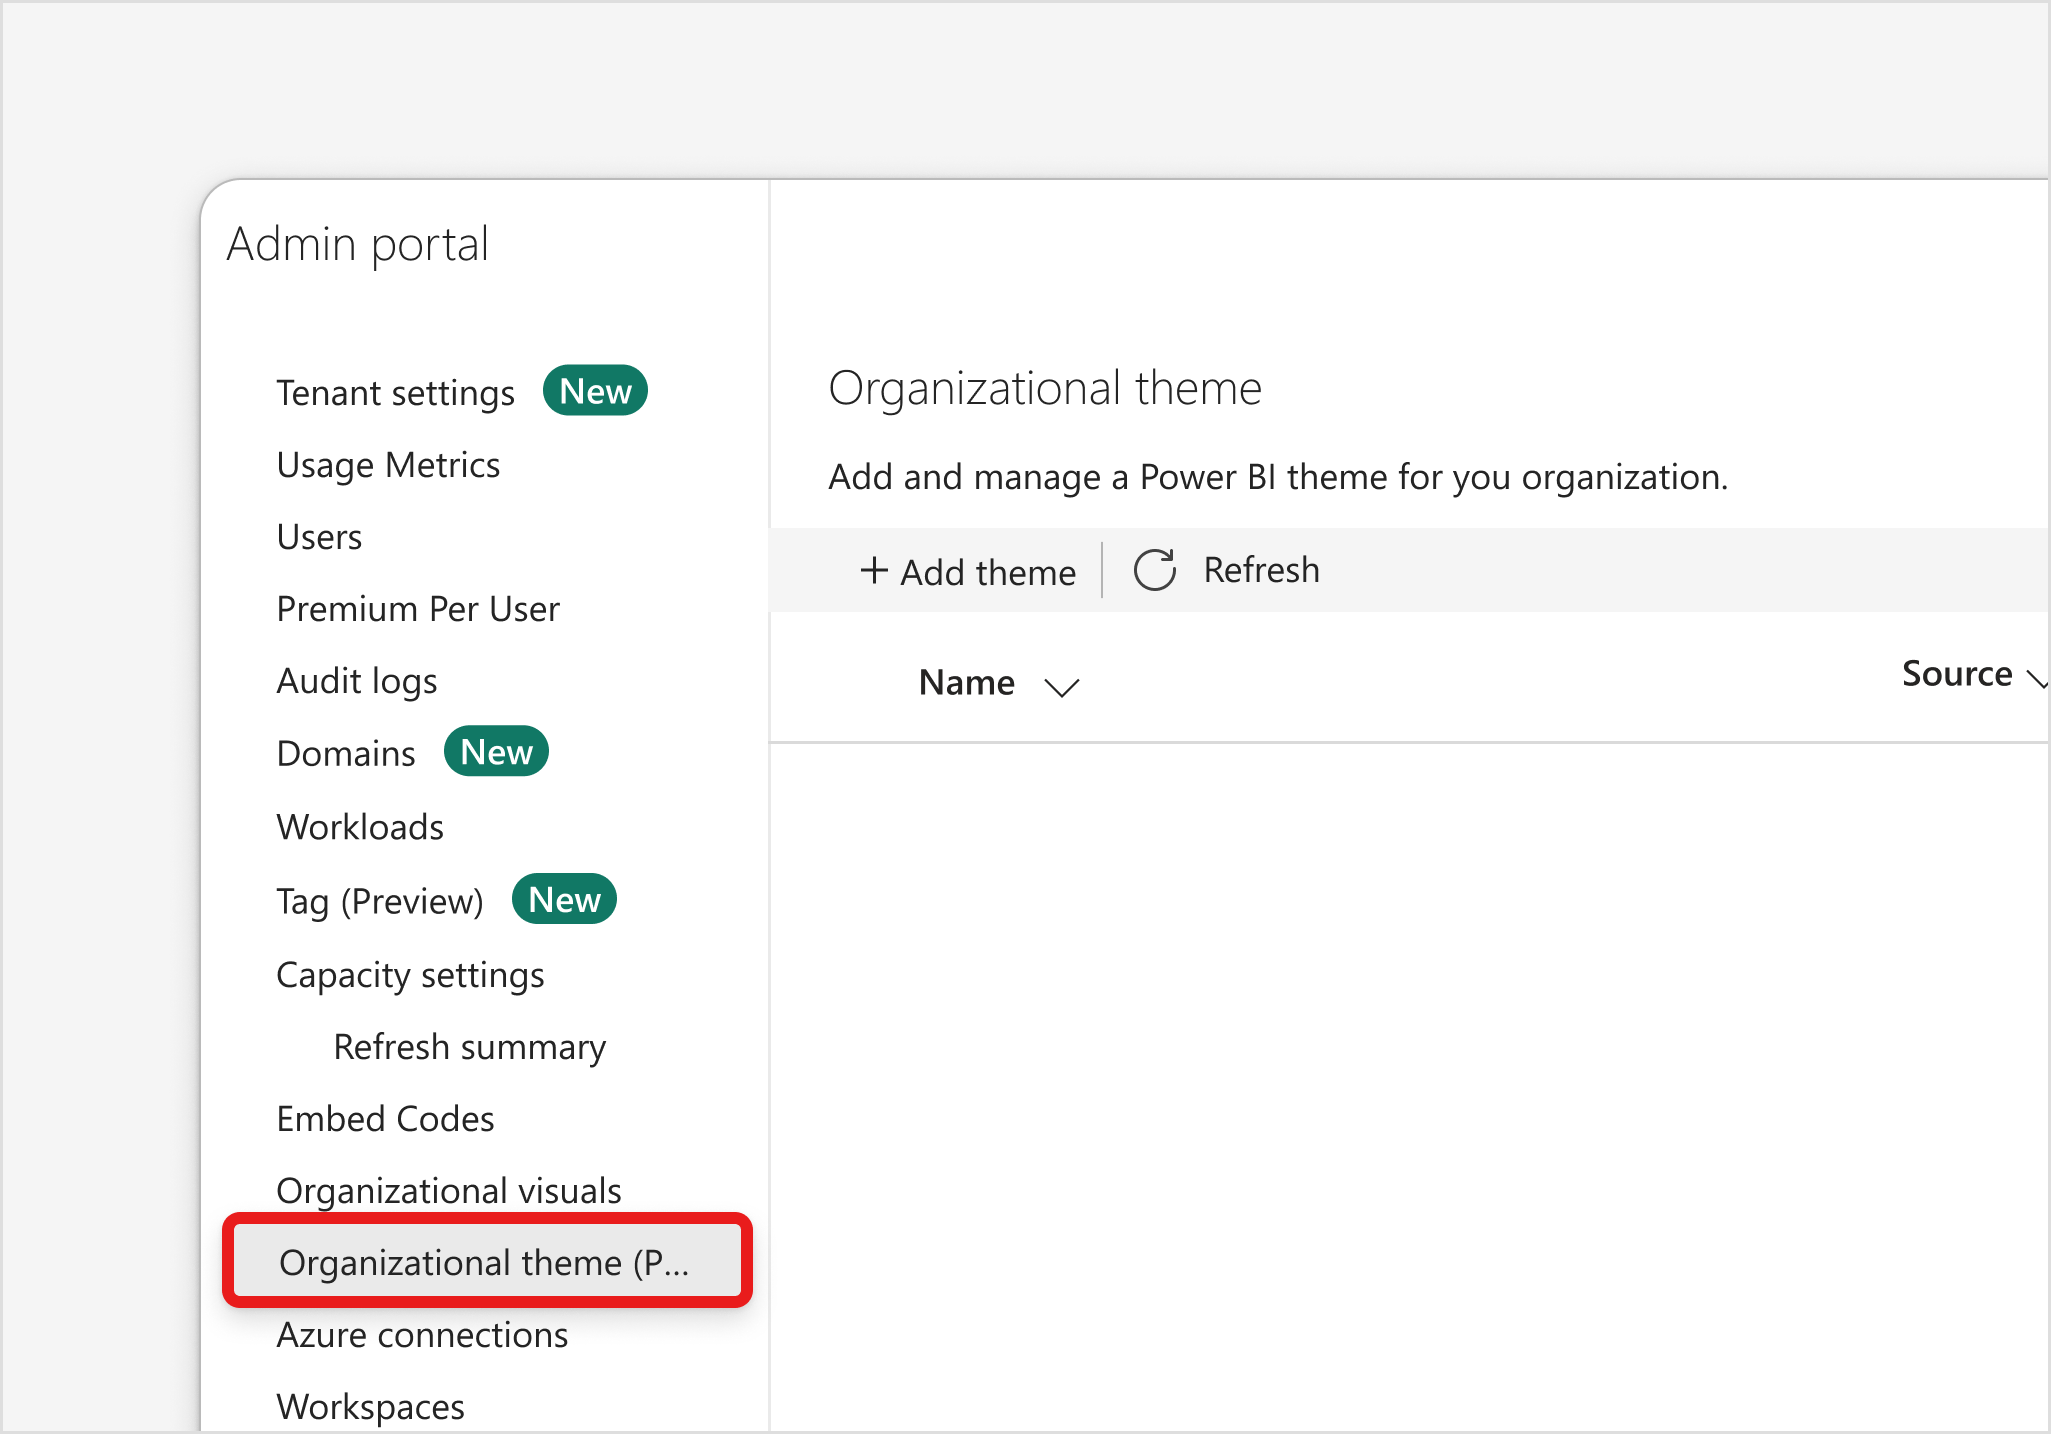 Admin portal
Tenant settings New
Usage Metrics
Users
Premium Per User
Audit logs
Domains New
Workloads
Tag (Preview) New
Capacity settings
Refresh summary
Embed Codes
Organizational visuals
Organizational theme (P...
Azure connections
Workspaces
Organizational theme
Add and manage a Power BI theme for you organization.
+ Add theme Refresh
Name Source